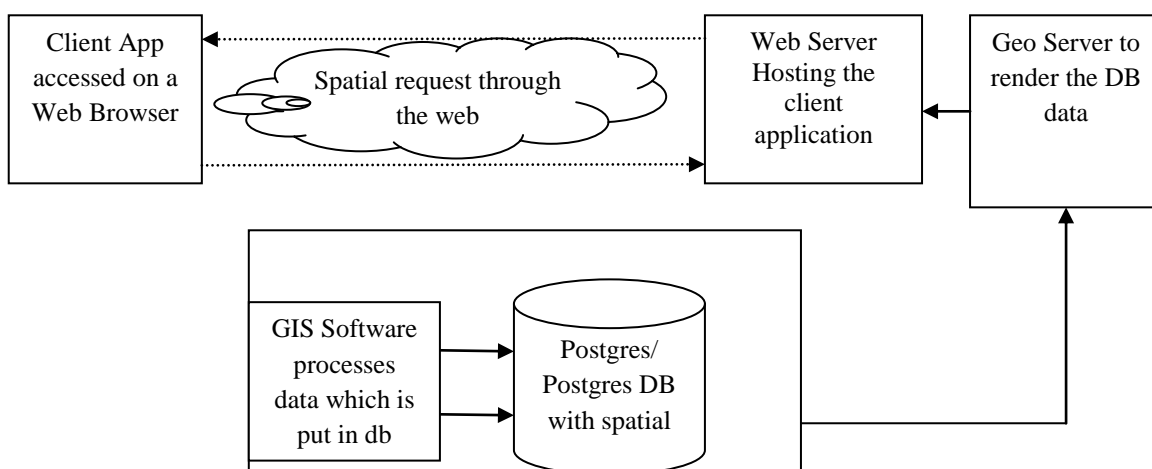 Client App
accessed on a
Web Browser
Spatial request through
the web
Web Server
Hosting the
client
application
Geo Server to
render the DB
data
GIS Software
processes
data which is
put in db
Postgres/
Postgres DB
with spatial